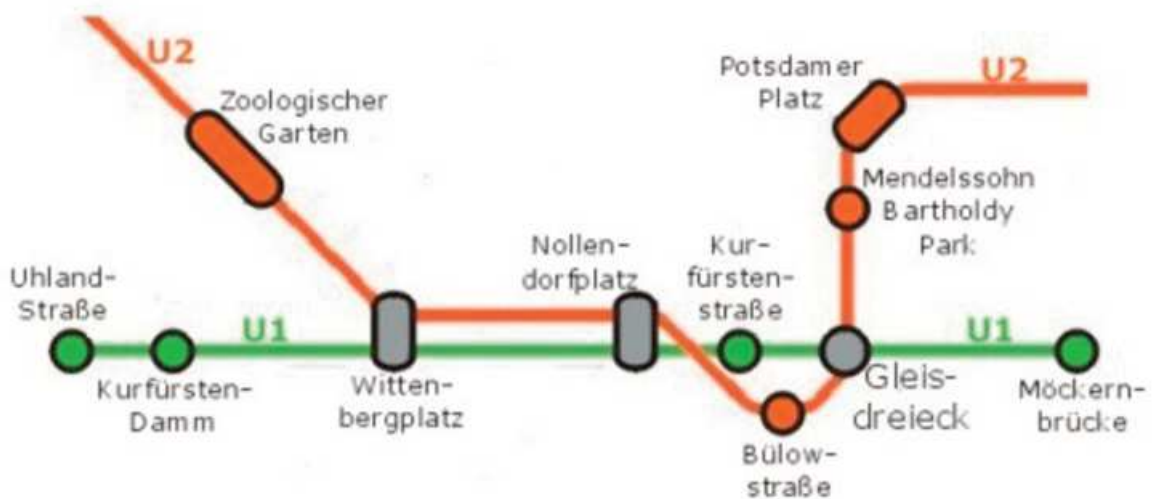 U2
Zoologischer
Garten
Potsdamer
Platz
U2
Mendelssohn
Bartholdy
Park
Nollen-
dorfplatz
Kur-
fürsten-
straße
Uhland-
Straße
U1
U1
Kurfürsten-
Damm
Witten-
bergplatz
Gleis-
dreieck
Möckern-
brücke
Bülow-
straße